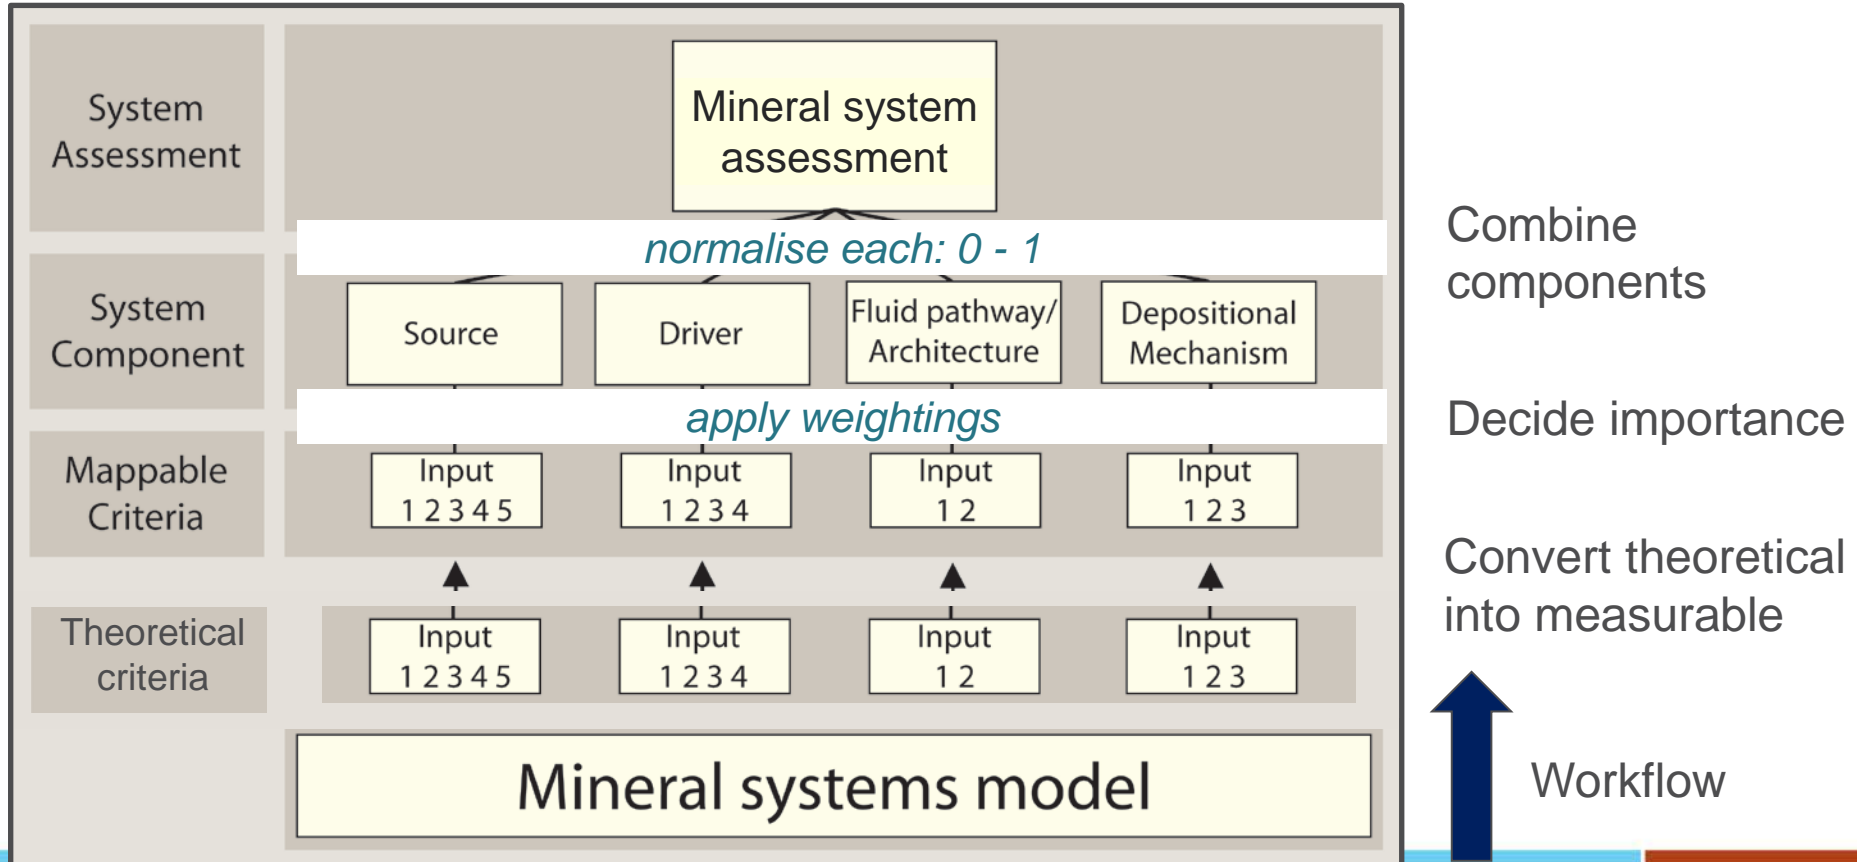 System
Assessment
Mineral system
assessment
normalise each: 0 - 1
Combine
components
System
Component
Source
Driver
Fluid pathway/
Architecture
Depositional
Mechanism
apply weightings
Decide importance
Mappable
Criteria
Input
1 2 3 4 5
Input
1 2 3 4
Input
1 2
Input
1 2 3
Convert theoretical
into measurable
Theoretical
criteria
Input
1 2 3 4 5
Input
1 2 3 4
Input
1 2
Input
1 2 3
Mineral systems model
Workflow